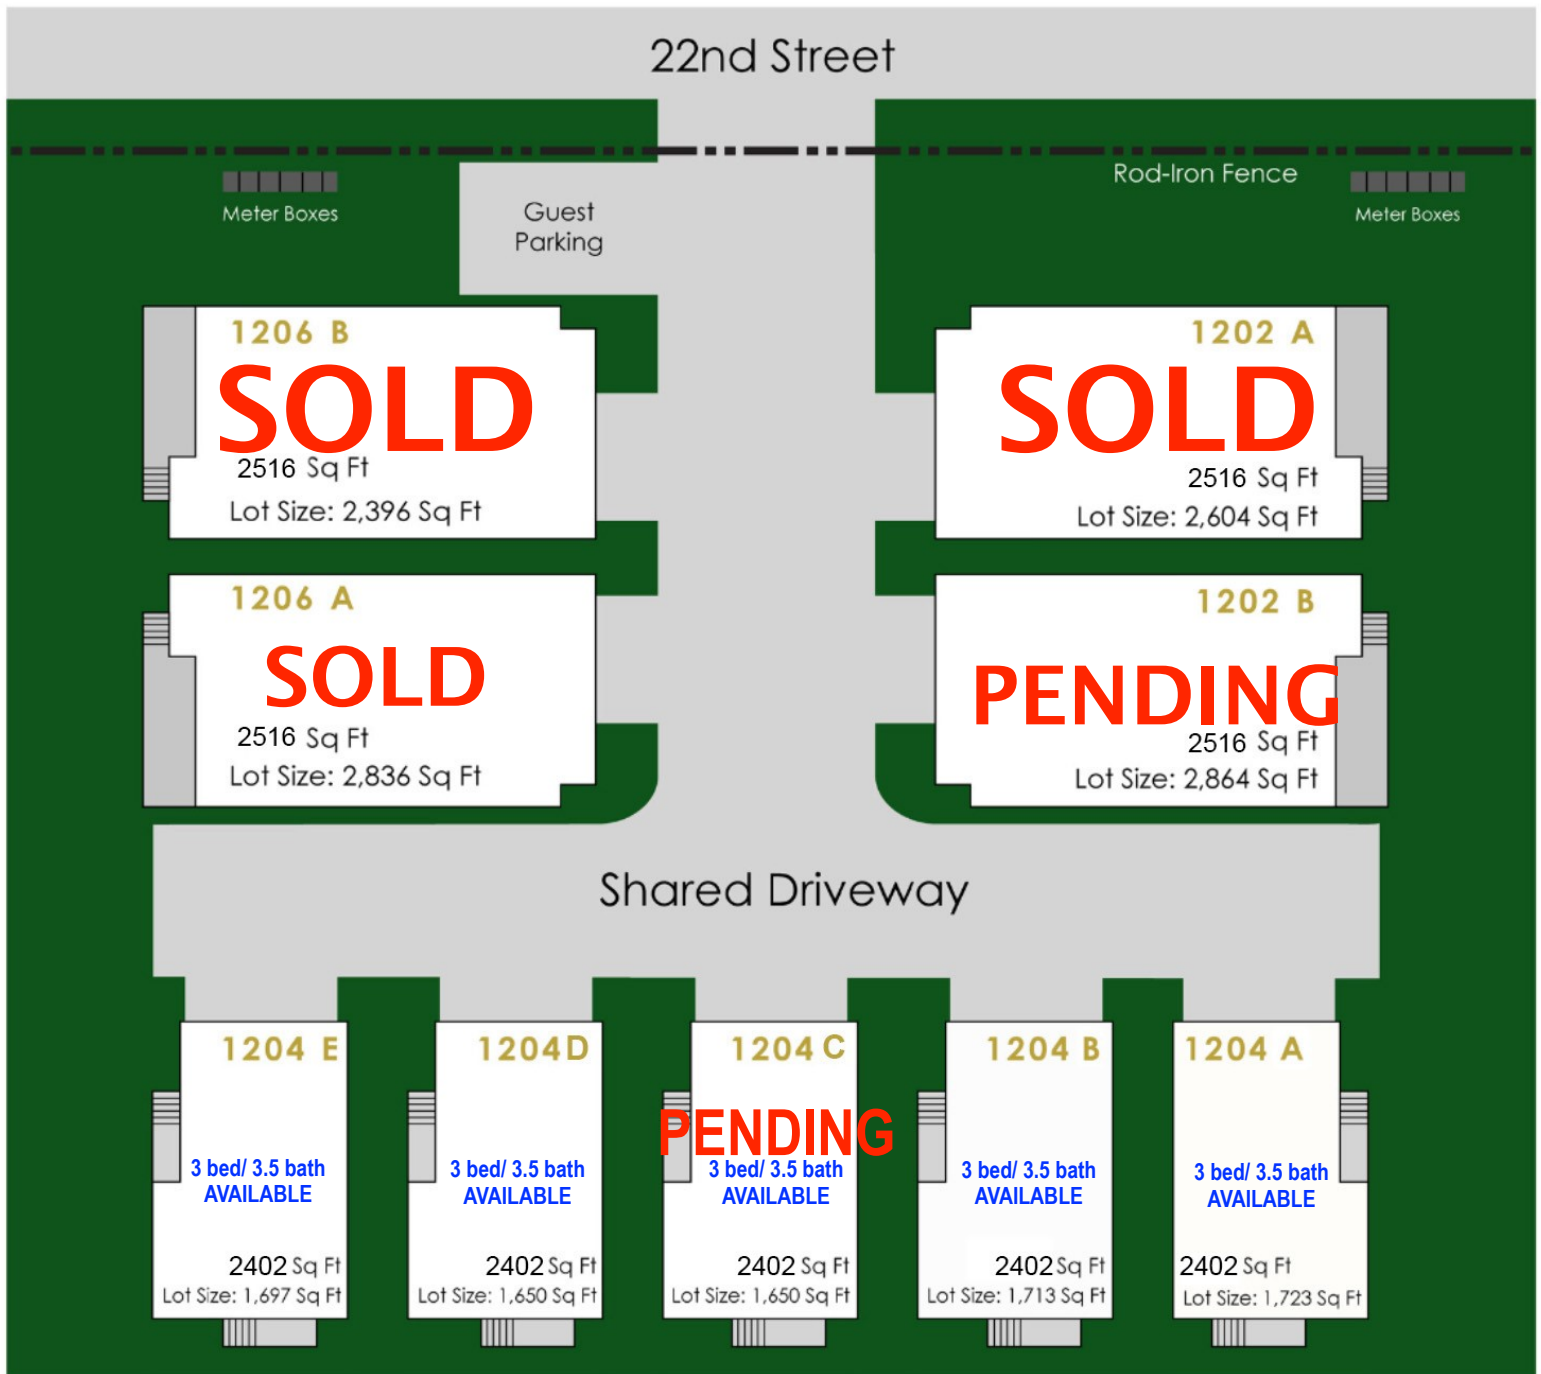 22nd Street
Rod-Iron Fence
Meter Boxes
Guest
Parking
Meter Boxes
1206 B
SOLD
2516 Sq Ft
Lot Size: 2,396 Sq Ft
1202 A
SOLD
2516 Sq Ft
Lot Size: 2,604 Sq Ft
1206 A
SOLD
2516 Sq Ft
Lot Size: 2,836 Sq Ft
1202 B
PENDING
2516 Sq Ft
Lot Size: 2,864 Sq Ft
Shared Driveway
1204 E
3 bed/ 3.5 bath
AVAILABLE
2402 Sq Ft
Lot Size: 1,697 Sq Ft
1204 D
3 bed/ 3.5 bath
AVAILABLE
2402 Sq Ft
Lot Size: 1,650 Sq Ft
1204 C
PENDING
3 bed/ 3.5 bath
AVAILABLE
2402 Sq Ft
Lot Size: 1,650 Sq Ft
1204 B
3 bed/ 3.5 bath
AVAILABLE
2402 Sq Ft
Lot Size: 1,713 Sq Ft
1204 A
3 bed/ 3.5 bath
AVAILABLE
2402 Sq Ft
Lot Size: 1,723 Sq Ft